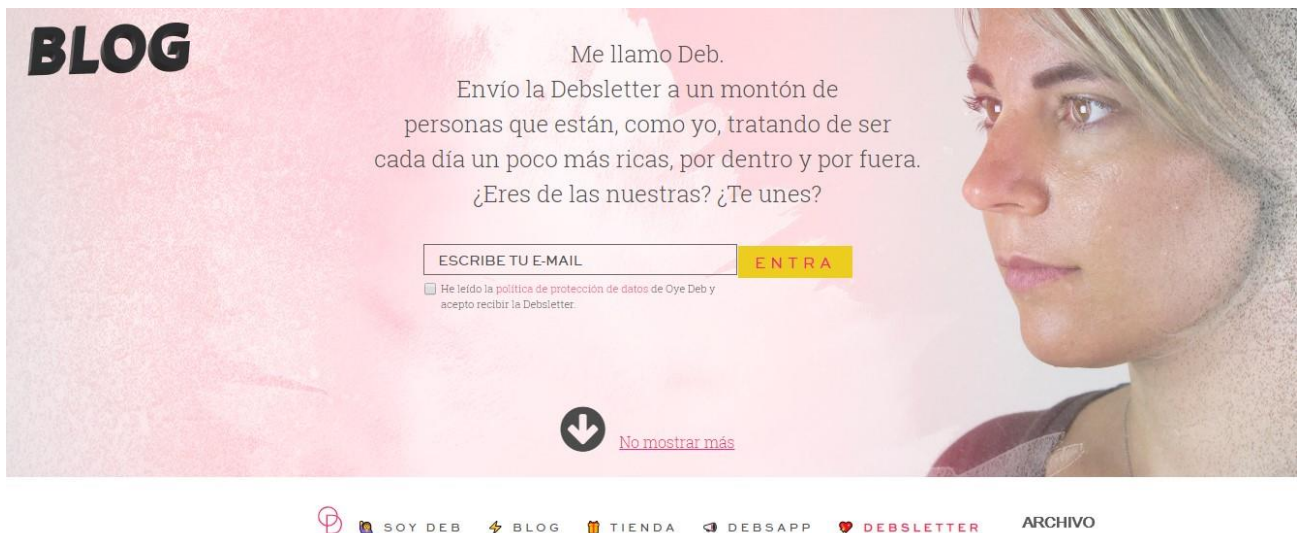 BLOG
Me llamo Deb.
Envío la Debsletter a un montón de
personas que están, como yo, tratando de ser
cada día un poco más ricas, por dentro y por fuera.
¿Eres de las nuestras? ¿Te unes?
ESCRIBE TU E-MAIL
ENTRA
He leído la política de protección de datos de Oye Deb y
acepto recibir la Debsletter.
No mostrar más
SOY DEB BLOG TIENDA DEBSAPP DEBSLETTER ARCHIVO